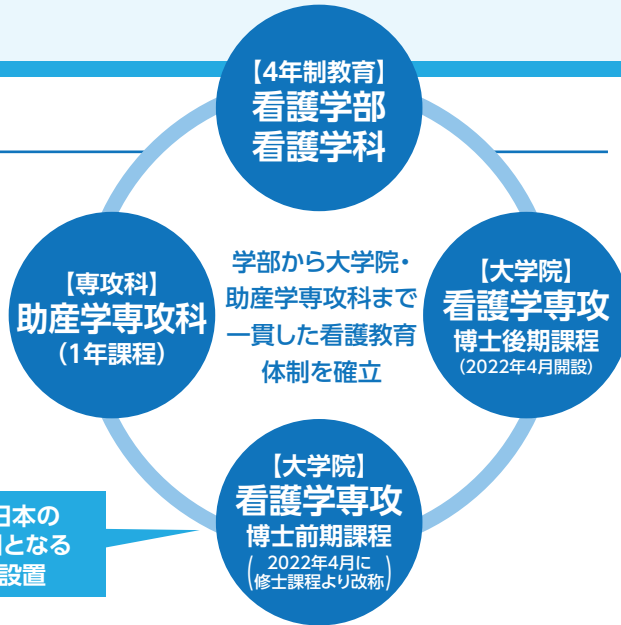 【4年制教育】
看護学部
看護学科
学部から大学院・
助産学専攻科まで
一貫した看護教育
体制を確立
【専攻科】
助産学専攻科
(1年課程)
【大学院】
看護学専攻
博士後期課程
(2022年4月開設)
【大学院】
看護学専攻
博士前期課程
(2022年4月に
修士課程より改称)
日本の
となる
設置